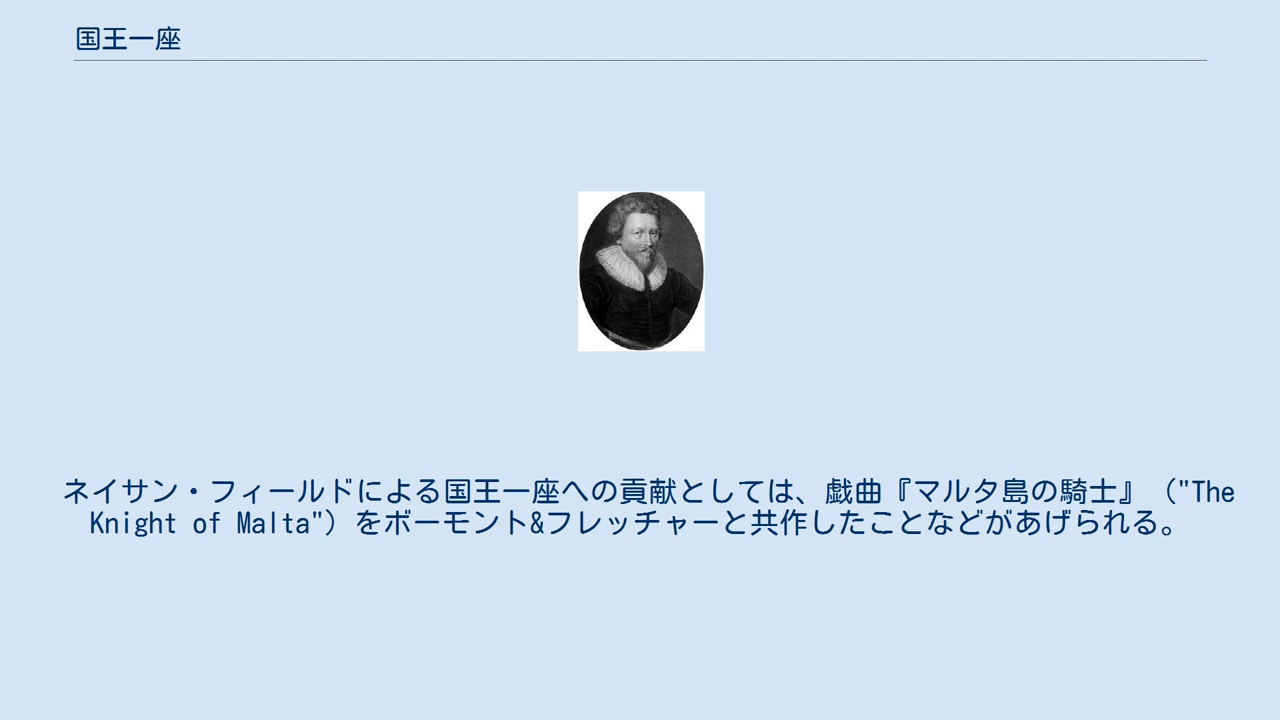 国王一座
ネイサン・フィールドによる国王一座への貢献としては、戯曲『マルタ島の騎士』（"The
Knight of Malta"）をボーモント&フレッチャーと共作したことなどがあげられる。